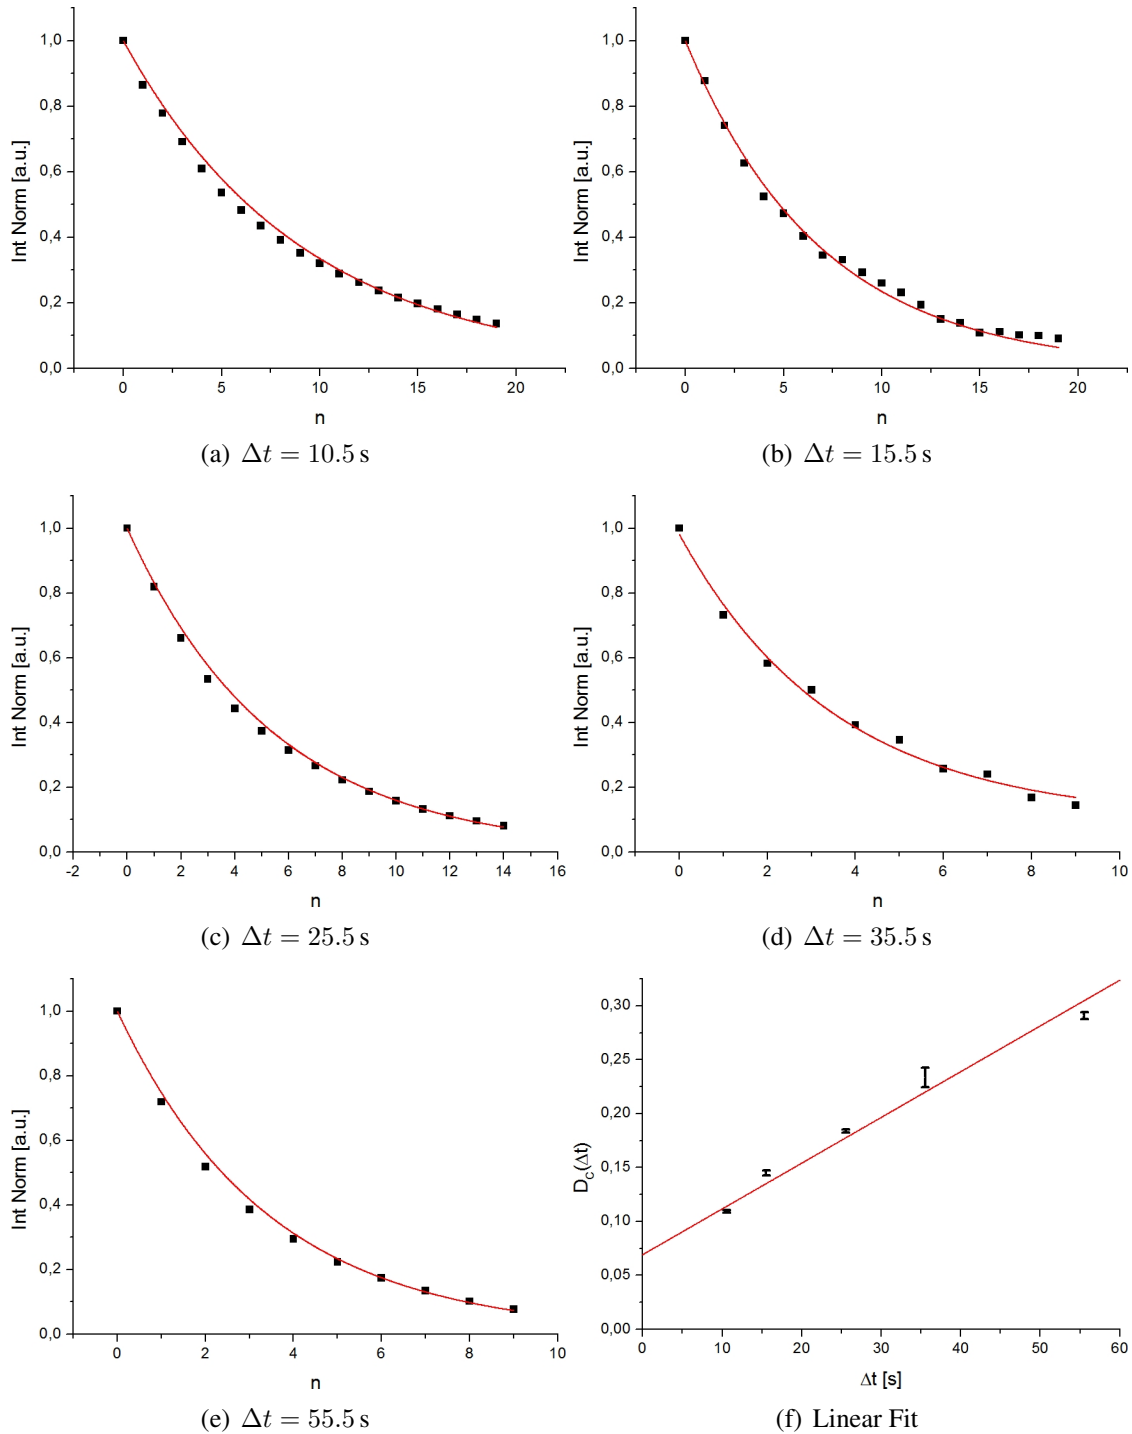 1,0
0,8
0,6
0,4
0,2
0,0
Int Norm [a.u.]
0 5 10 15 20
n
(a) Δt = 10.5 s
1,0
0,8
0,6
0,4
0,2
0,0
Int Norm [a.u.]
0 5 10 15 20
n
(b) Δt = 15.5 s
1,0
0,8
0,6
0,4
0,2
0,0
Int Norm [a.u.]
-2 0 2 4 6 8 10 12 14 16
n
(c) Δt = 25.5 s
1,0
0,8
0,6
0,4
0,2
0,0
Int Norm [a.u.]
0 2 4 6 8 10
n
(d) Δt = 35.5 s
1,0
0,8
0,6
0,4
0,2
0,0
Int Norm [a.u.]
0 2 4 6 8 10
n
(e) Δt = 55.5 s
0,30
0,25
0,20
0,15
0,10
0,05
0,00
D_c(Δt)
0 10 20 30 40 50 60
Δt [s]
(f) Linear Fit